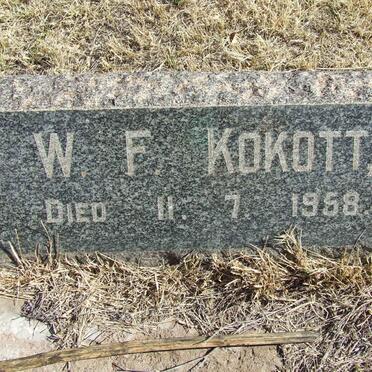 W. F. KOKOTT.
DIED 11. 7. 1958.